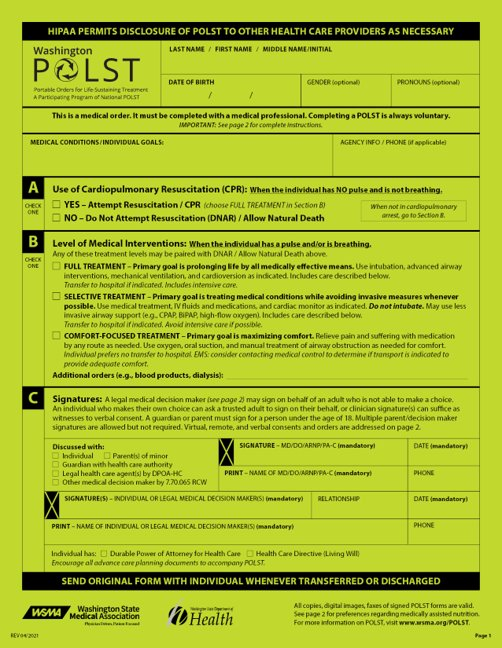 HIPAA PERMITS DISCLOSURE OF POLST TO OTHER HEALTH CARE PROVIDERS AS NECESSARY
Washington
POLST
Portable Orders for Life-Sustaining Treatment
A Participating Program of National POLST
LAST NAME / FIRST NAME / MIDDLE NAME/INITIAL
DATE OF BIRTH
/ /
GENDER (optional)
PRONOUNS (optional)
This is a medical order. It must be completed with a medical professional. Completing a POLST is always voluntary.
IMPORTANT: See page 2 for complete instructions.
MEDICAL CONDITIONS/INDIVIDUAL GOALS:
AGENCY INFO / PHONE (if applicable)
A
CHECK
ONE
Use of Cardiopulmonary Resuscitation (CPR): When the individual has NO pulse and is not breathing.
YES – Attempt Resuscitation / CPR (choose FULL TREATMENT in Section B)
NO – Do Not Attempt Resuscitation (DNAR) / Allow Natural Death
When not in cardiopulmonary
arrest, go to Section B.
B
CHECK
ONE
Level of Medical Interventions: When the individual has a pulse and/or is breathing.
Any of these treatment levels may be paired with DNAR / Allow Natural Death above.
FULL TREATMENT – Primary goal is prolonging life by all medically effective means. Use intubation, advanced airway
interventions, mechanical ventilation, and cardioversion as indicated. Includes care described below.
Transfer to hospital if indicated. Includes intensive care.
SELECTIVE TREATMENT – Primary goal is treating medical conditions while avoiding invasive measures whenever
possible. Use medical treatment, IV fluids and medications, and cardiac monitor as indicated. Do not intubate. May use less
invasive airway support (e.g., CPAP, BiPAP, high-flow oxygen). Includes care described below.
Transfer to hospital if indicated. Avoid intensive care if possible.
COMFORT-FOCUSED TREATMENT – Primary goal is maximizing comfort. Relieve pain and suffering with medication
by any route as needed. Use oxygen, oral suction, and manual treatment of airway obstruction as needed for comfort.
Individual prefers no transfer to hospital. EMS: consider contacting medical control to determine if transport is indicated to
provide adequate comfort.
Additional orders (e.g., blood products, dialysis):
C
Signatures: A legal medical decision maker (see page 2) may sign on behalf of an adult who is not able to make a choice.
An individual who makes their own choice can ask a trusted adult to sign on their behalf, or clinician signature(s) can suffice as
witnesses to verbal consent. A guardian or parent must sign for a person under the age of 18. Multiple parent/decision maker
signatures are allowed but not required. Virtual, remote, and verbal consents and orders are addressed on page 2.
Discussed with:
Individual Parent(s) of minor
Guardian with health care authority
Legal health care agent(s) by DPOA-HC
Other medical decision maker by 7.70.065 RCW
X
SIGNATURE – MD/DO/ARNP/PA-C (mandatory)
DATE (mandatory)
PRINT – NAME OF MD/DO/ARNP/PA-C (mandatory)
PHONE
X
SIGNATURE(S) – INDIVIDUAL OR LEGAL MEDICAL DECISION MAKER(S) (mandatory)
RELATIONSHIP
DATE (mandatory)
PRINT – NAME OF INDIVIDUAL OR LEGAL MEDICAL DECISION MAKER(S) (mandatory)
PHONE
Individual has: Durable Power of Attorney for Health Care Health Care Directive (Living Will)
Encourage all advance care planning documents to accompany POLST.
SEND ORIGINAL FORM WITH INDIVIDUAL WHENEVER TRANSFERRED OR DISCHARGED
WSMA
Washington State
Medical Association
Physician Driven, Patient Focused
Washington State Department of
Health
All copies, digital images, faxes of signed POLST forms are valid.
See page 2 for preferences regarding medically assisted nutrition.
For more information on POLST, visit www.wsma.org/POLST.
REV 04/2021
Page 1